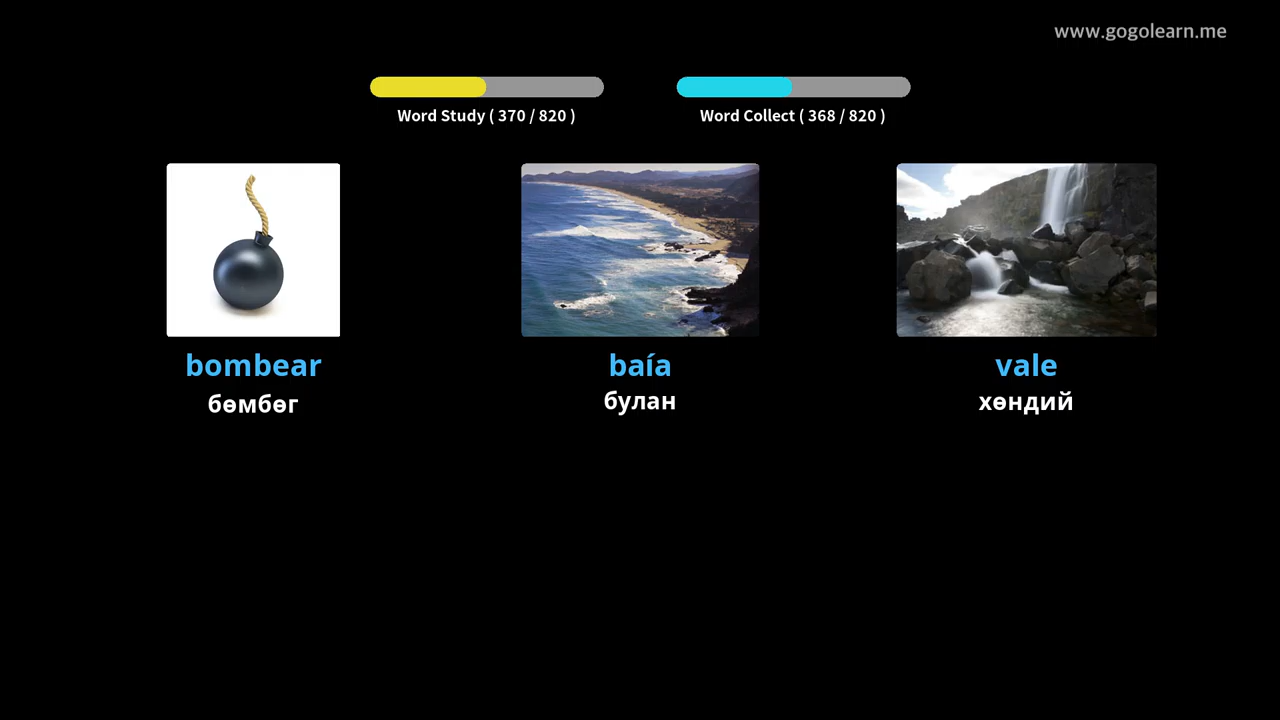 www.gogolearn.me
Word Study ( 370 / 820 )
Word Collect ( 368 / 820 )
bombear
бөмбөг
baía
булан
vale
хөндий